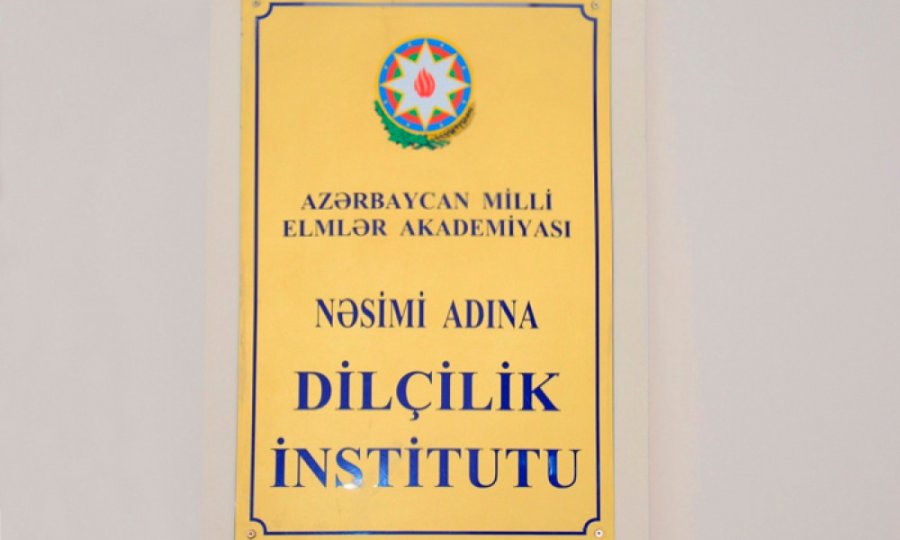 AZƏRBAYCAN MİLLİ
ELMLƏR AKADEMİYASI
NƏSİMİ ADINA
DİLÇİLİK
İNSTİTUTU